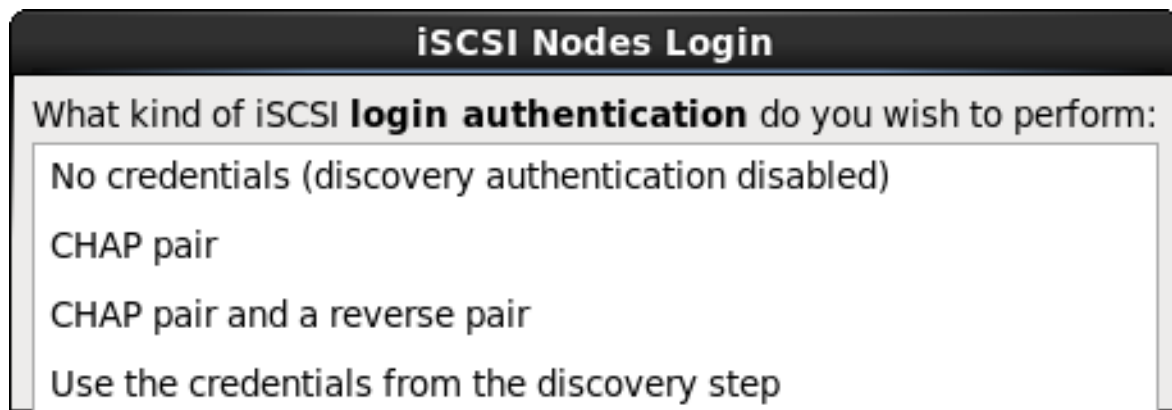 iSCSI Nodes Login
What kind of iSCSI login authentication do you wish to perform:
No credentials (discovery authentication disabled)
CHAP pair
CHAP pair and a reverse pair
Use the credentials from the discovery step